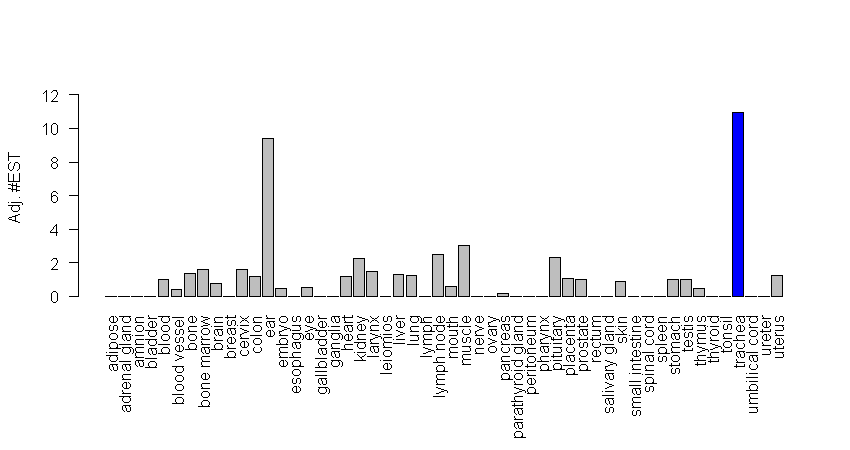 Adj. #EST
12
10
8
6
4
2
0
adipose
adrenal gland
amnion
bladder
blood
blood vessel
bone
bone marrow
brain
breast
cervix
colon
ear
embryo
esophagus
eye
gallbladder
ganglia
heart
kidney
larynx
leiomios
liver
lung
lymph
lymph node
mouth
muscle
nerve
ovary
pancreas
parathyroid gland
peritoneum
pharynx
pituitary
placenta
prostate
rectum
salivary gland
skin
small intestine
spinal cord
spleen
stomach
testis
thymus
thyroid
tonsil
trachea
umbilical cord
ureter
uterus